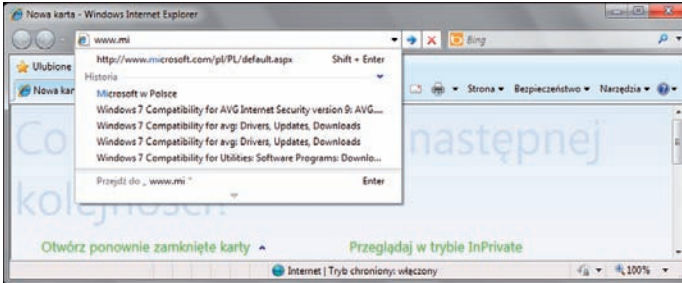 Nowa karta - Windows Internet Explorer
www.mi
Bing
http://www.microsoft.com/pl/PL/default.aspx Shift + Enter
Ulubione
Historia
Nowa kar
Strona Bezpieczeństwo Narzędzia
Microsoft w Polsce
Windows 7 Compatibility for AVG Internet Security version 9: AVG....
Windows 7 Compatibility for avg: Drivers, Updates, Downloads
Windows 7 Compatibility for avg: Drivers, Updates, Downloads
Windows 7 Compatibility for Utilities: Software Programs: Downlo...
Przejdź do „ www.mi ” Enter
Co następnej
kolejności?
Otwórz ponownie zamknięte karty Przeglądaj w trybie InPrivate
Internet | Tryb chroniony: włączony 100%